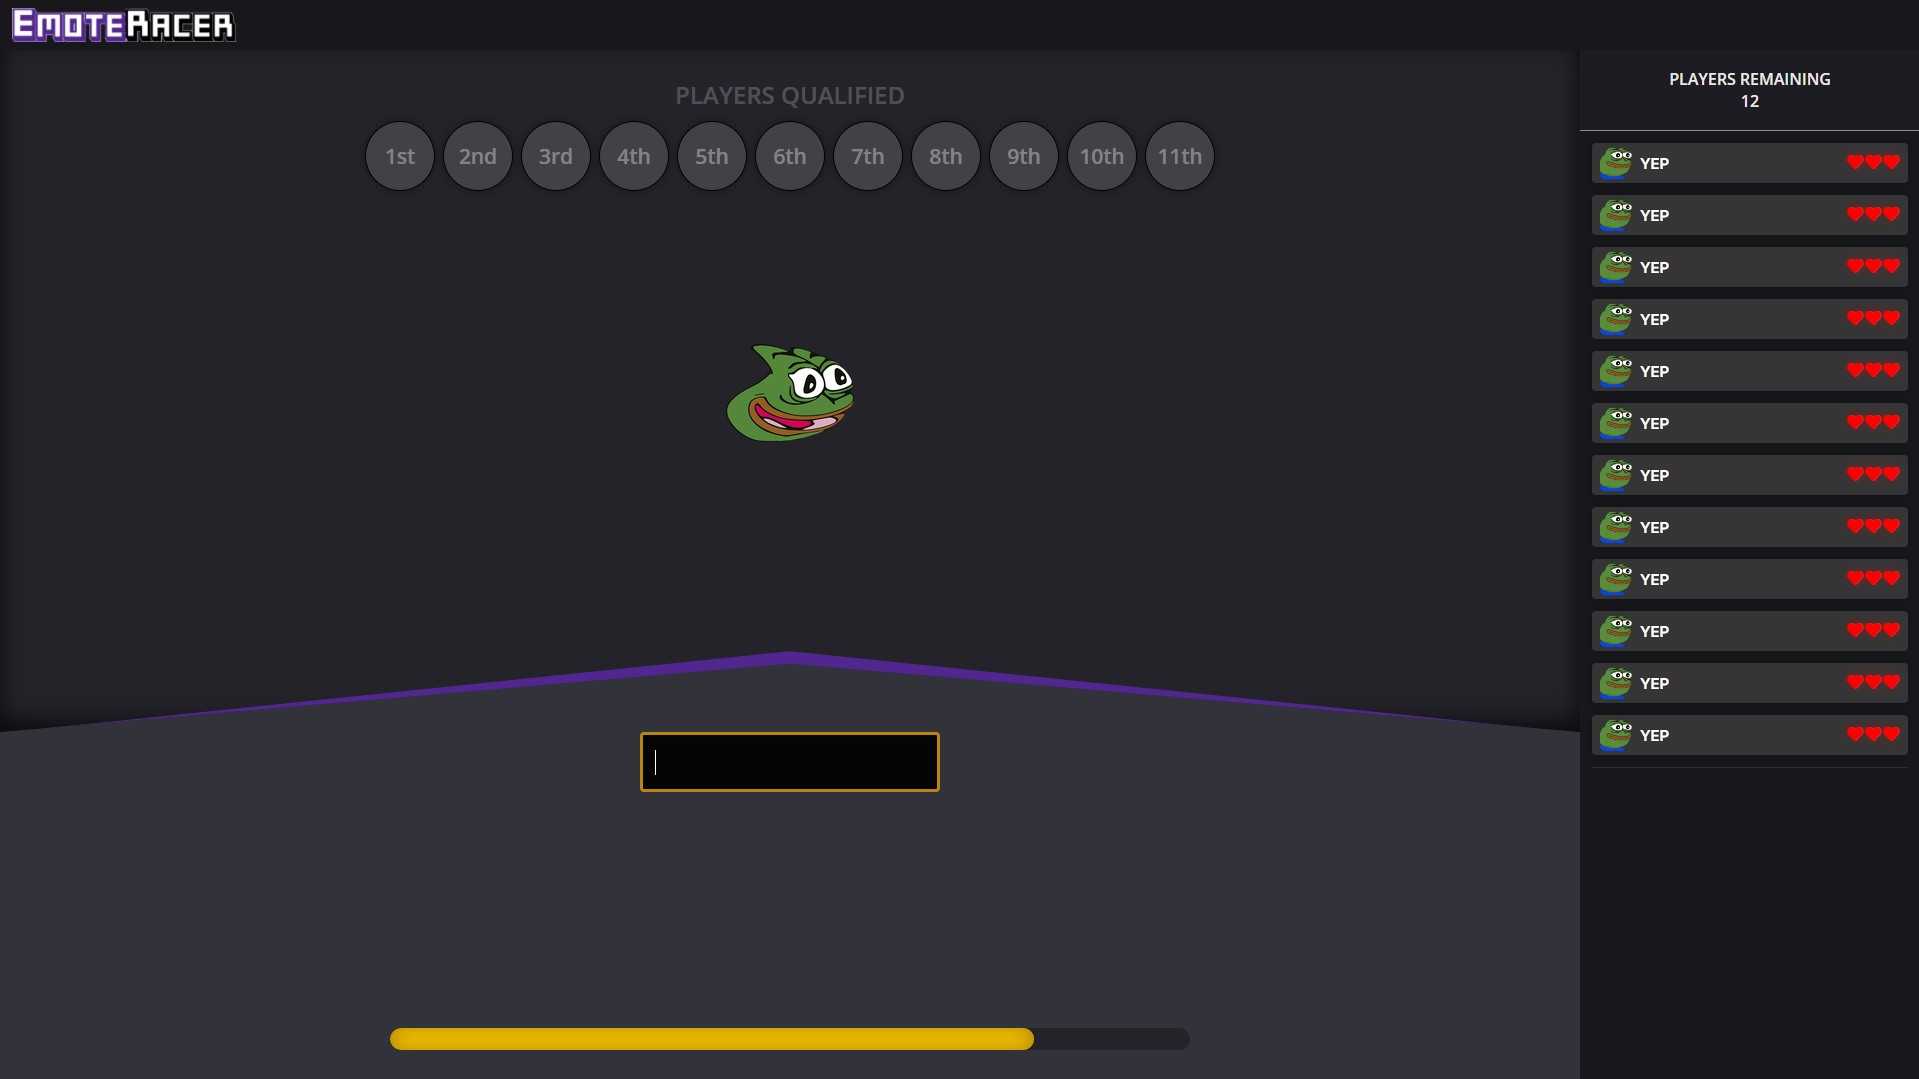 EMOTERACER
PLAYERS QUALIFIED
1st 2nd 3rd 4th 5th 6th 7th 8th 9th 10th 11th
PLAYERS REMAINING
12
YEP
YEP
YEP
YEP
YEP
YEP
YEP
YEP
YEP
YEP
YEP
YEP